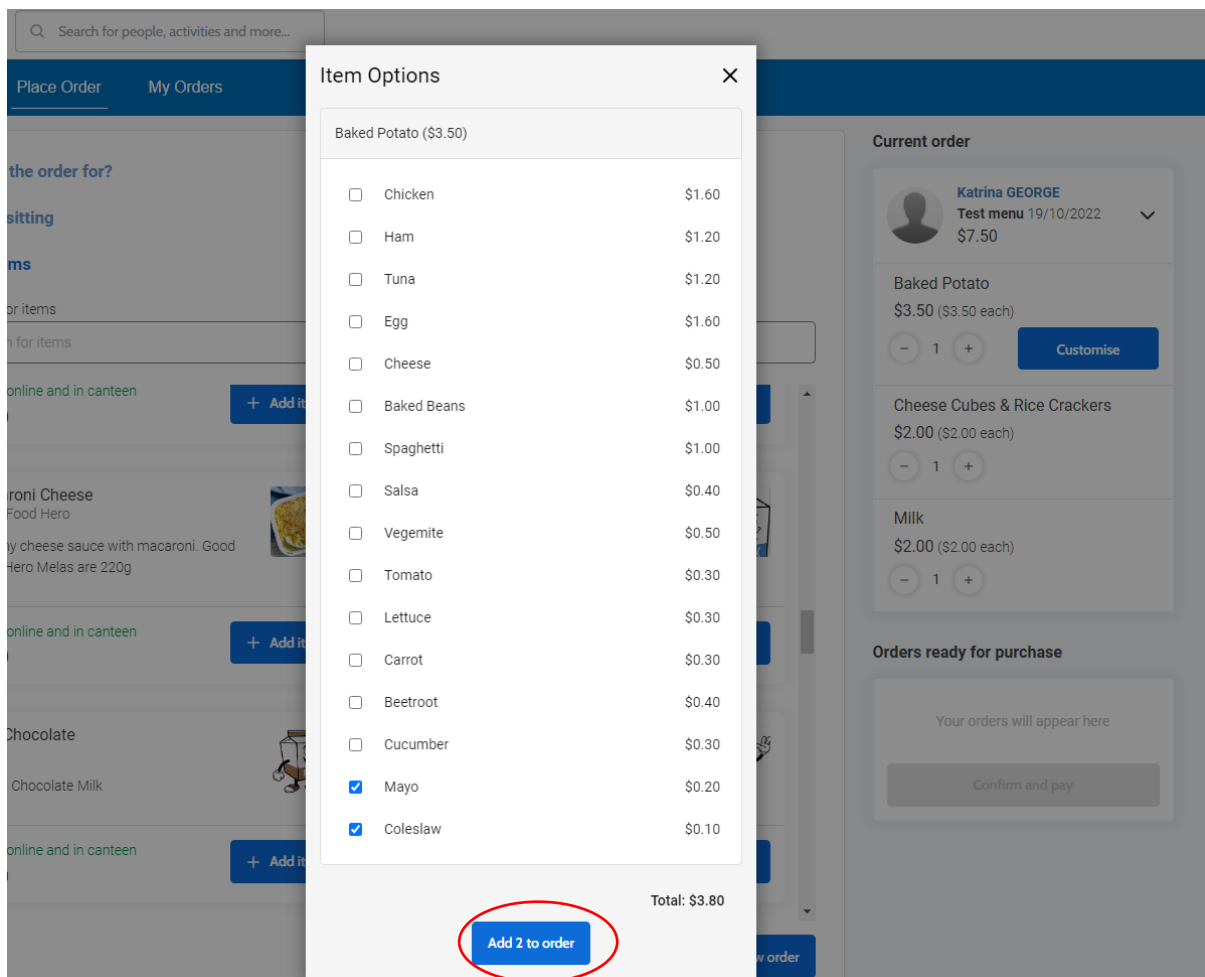 Search for people, activities and more...
Place Order
My Orders
the order for?
sitting
ms
or items
n for items
online and in canteen
+ Add it
roni Cheese
Food Hero
ny cheese sauce with macaroni. Good
Hero Melas are 220g
online and in canteen
+ Add it
Chocolate
Chocolate Milk
online and in canteen
+ Add it
Item Options
Baked Potato ($3.50)
Chicken $1.60
Ham $1.20
Tuna $1.20
Egg $1.60
Cheese $0.50
Baked Beans $1.00
Spaghetti $1.00
Salsa $0.40
Vegemite $0.50
Tomato $0.30
Lettuce $0.30
Carrot $0.30
Beetroot $0.40
Cucumber $0.30
Mayo $0.20
Coleslaw $0.10
Total: $3.80
Add 2 to order
w order
Current order
Katrina GEORGE
Test menu 19/10/2022
$7.50
Baked Potato
$3.50 ($3.50 each)
- 1 +
Customise
Cheese Cubes & Rice Crackers
$2.00 ($2.00 each)
- 1 +
Milk
$2.00 ($2.00 each)
- 1 +
Orders ready for purchase
Your orders will appear here
Confirm and pay